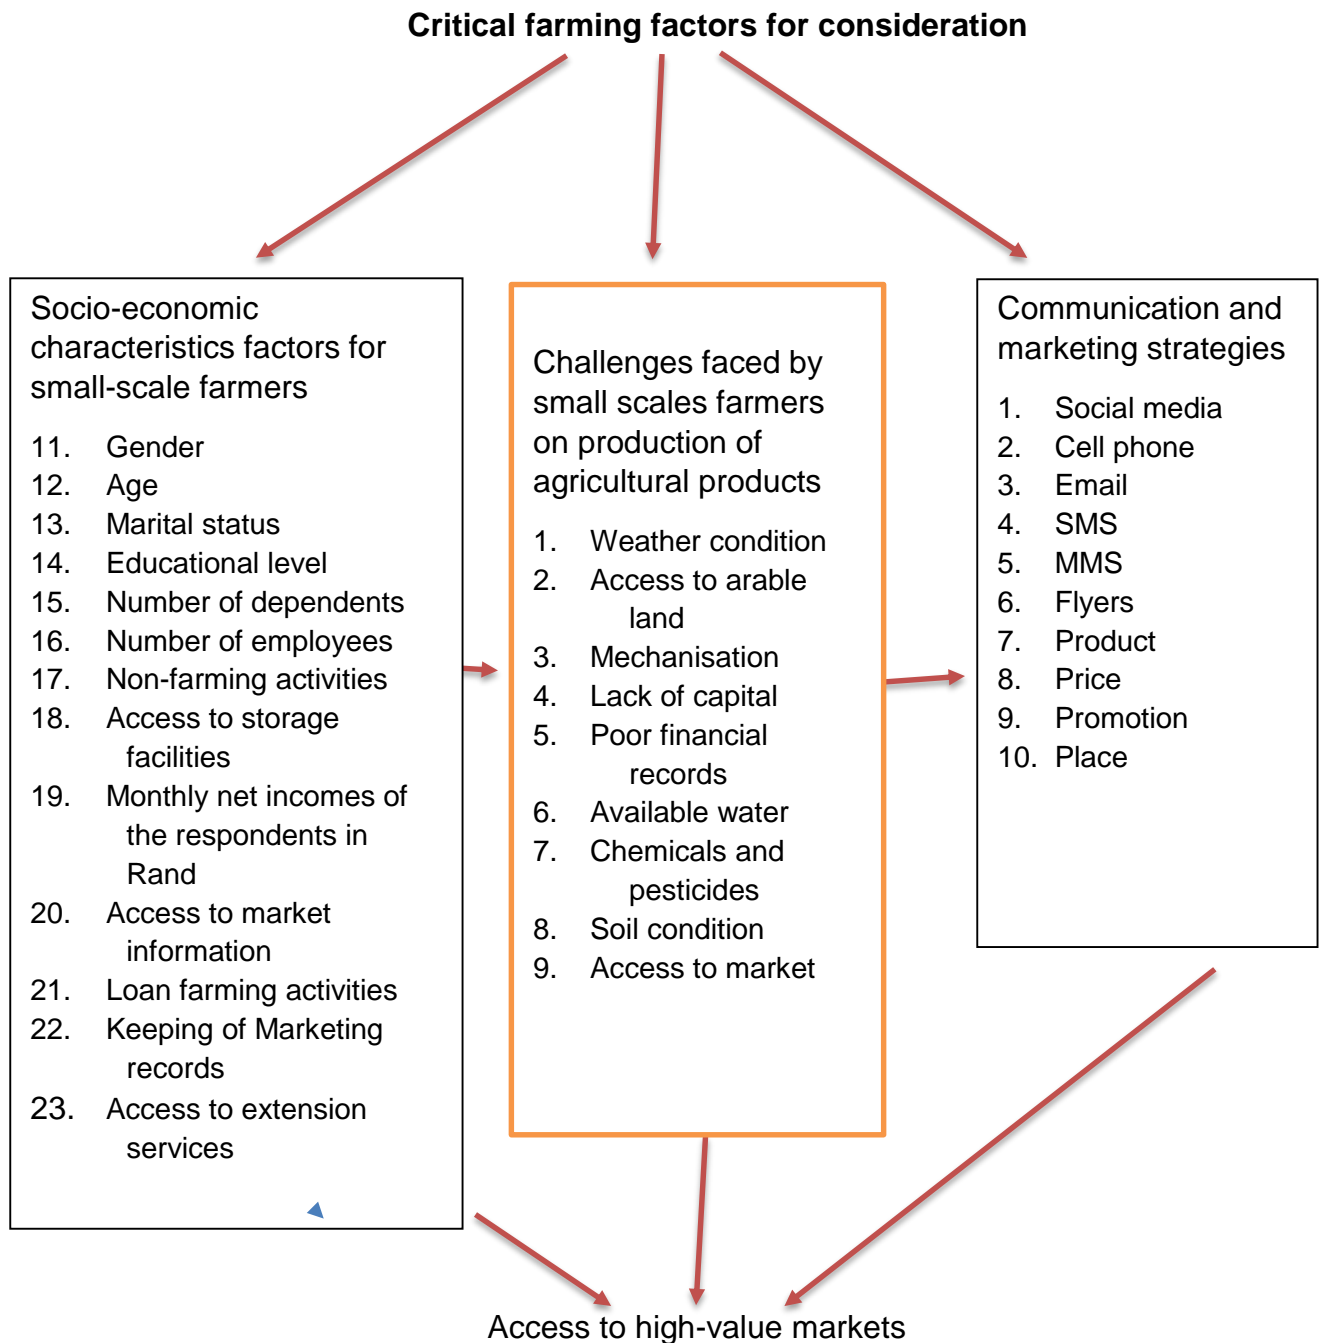 Critical farming factors for consideration
Socio-economic
characteristics factors for
small-scale farmers
11. Gender
12. Age
13. Marital status
14. Educational level
15. Number of dependents
16. Number of employees
17. Non-farming activities
18. Access to storage
facilities
19. Monthly net incomes of
the respondents in
Rand
20. Access to market
information
21. Loan farming activities
22. Keeping of Marketing
records
23. Access to extension
services
Challenges faced by
small scales farmers
on production of
agricultural products
1. Weather condition
2. Access to arable
land
3. Mechanisation
4. Lack of capital
5. Poor financial
records
6. Available water
7. Chemicals and
pesticides
8. Soil condition
9. Access to market
Communication and
marketing strategies
1. Social media
2. Cell phone
3. Email
4. SMS
5. MMS
6. Flyers
7. Product
8. Price
9. Promotion
10. Place
Access to high-value markets